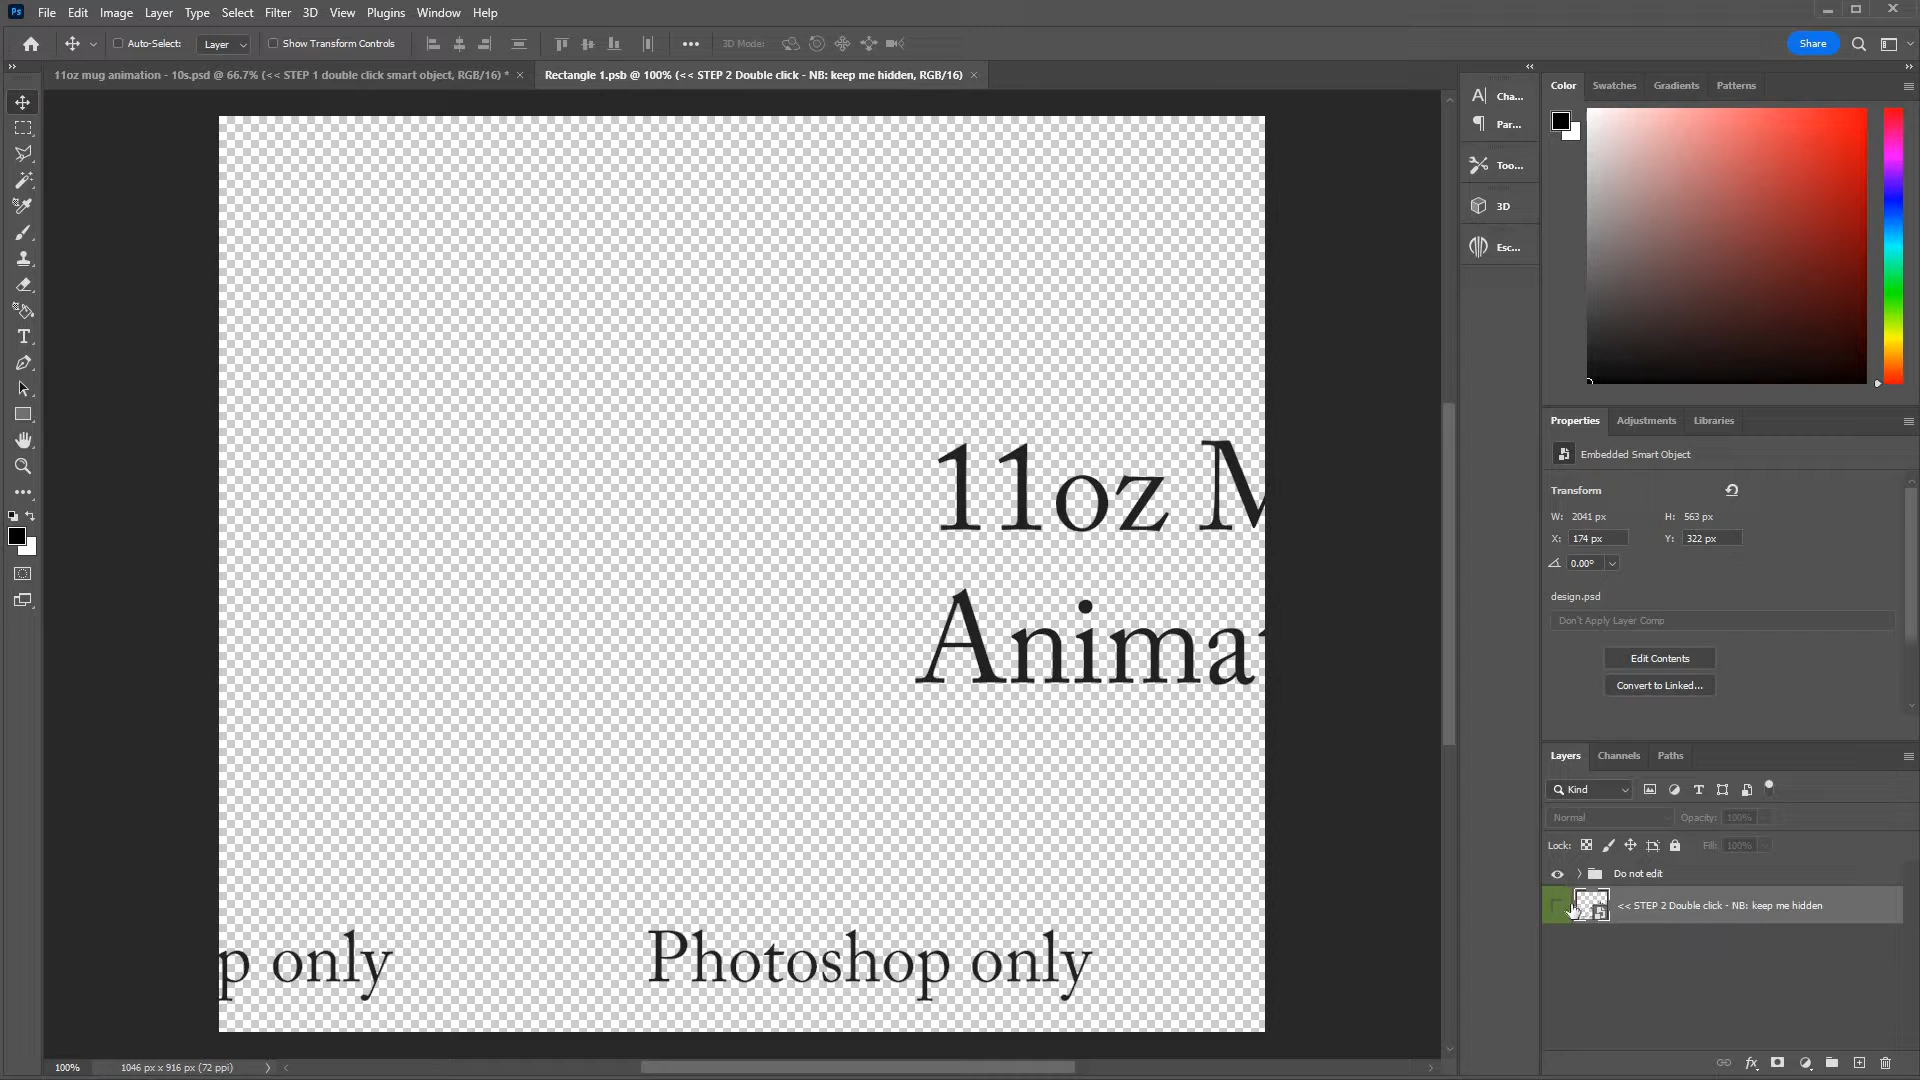 Ps File Edit Image Layer Type Select Filter 3D View Plugins Window Help
Auto-Select: Layer Show Transform Controls 3D Mode: Share
11oz mug animation - 10s.psd @ 66.7% (<< STEP 1 double click smart object, RGB/16) * Rectangle 1.psb @ 100% (<< STEP 2 Double click - NB: keep me hidden, RGB/16)
Cha...
Par...
Too...
3D
Esc...
Color Swatches Gradients Patterns
11oz M
Anima
p only Photoshop only
Properties Adjustments Libraries
Embedded Smart Object
Transform
W: 2041 px H: 563 px
X: 174 px Y: 322 px
0.00°
design.psd
Don't Apply Layer Comp
Edit Contents
Convert to Linked...
Layers Channels Paths
Kind
Normal Opacity: 100%
Lock: Fill: 100%
Do not edit
<< STEP 2 Double click - NB: keep me hidden
100% 1046 px x 916 px (72 ppi)